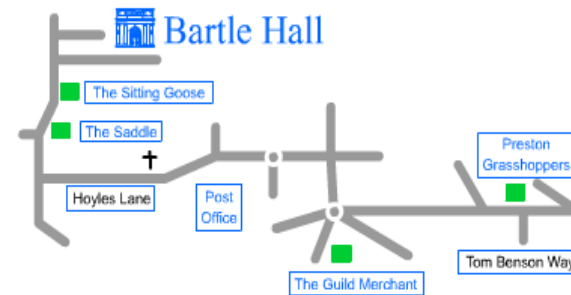 Bartle Hall
The Sitting Goose
The Saddle
Hoyles Lane
Post
Office
Preston
Grasshoppers
Tom Benson Way
The Guild Merchant